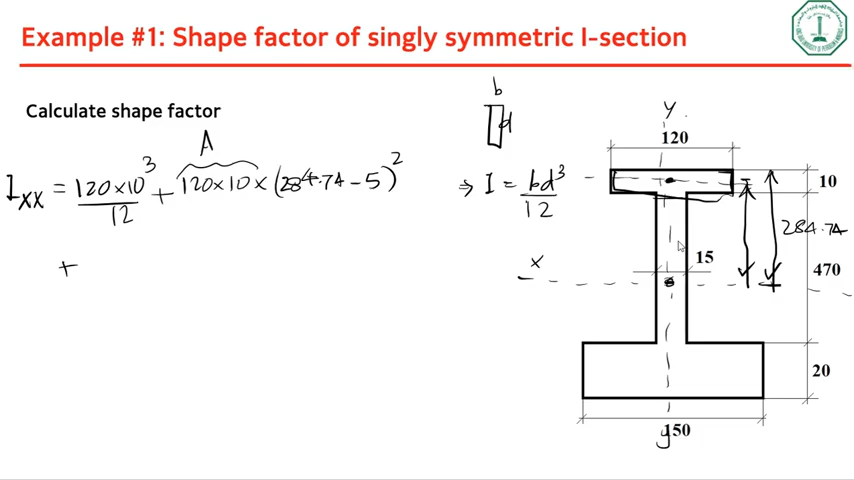 Example #1: Shape factor of singly symmetric I-section
Calculate shape factor
A
I_XX = 120×10³/12 + 120×10×(284.74-5)²
+
b
d
⇒ I = bd³/12
y
120
10
284.74
15
x
470
20
150
y